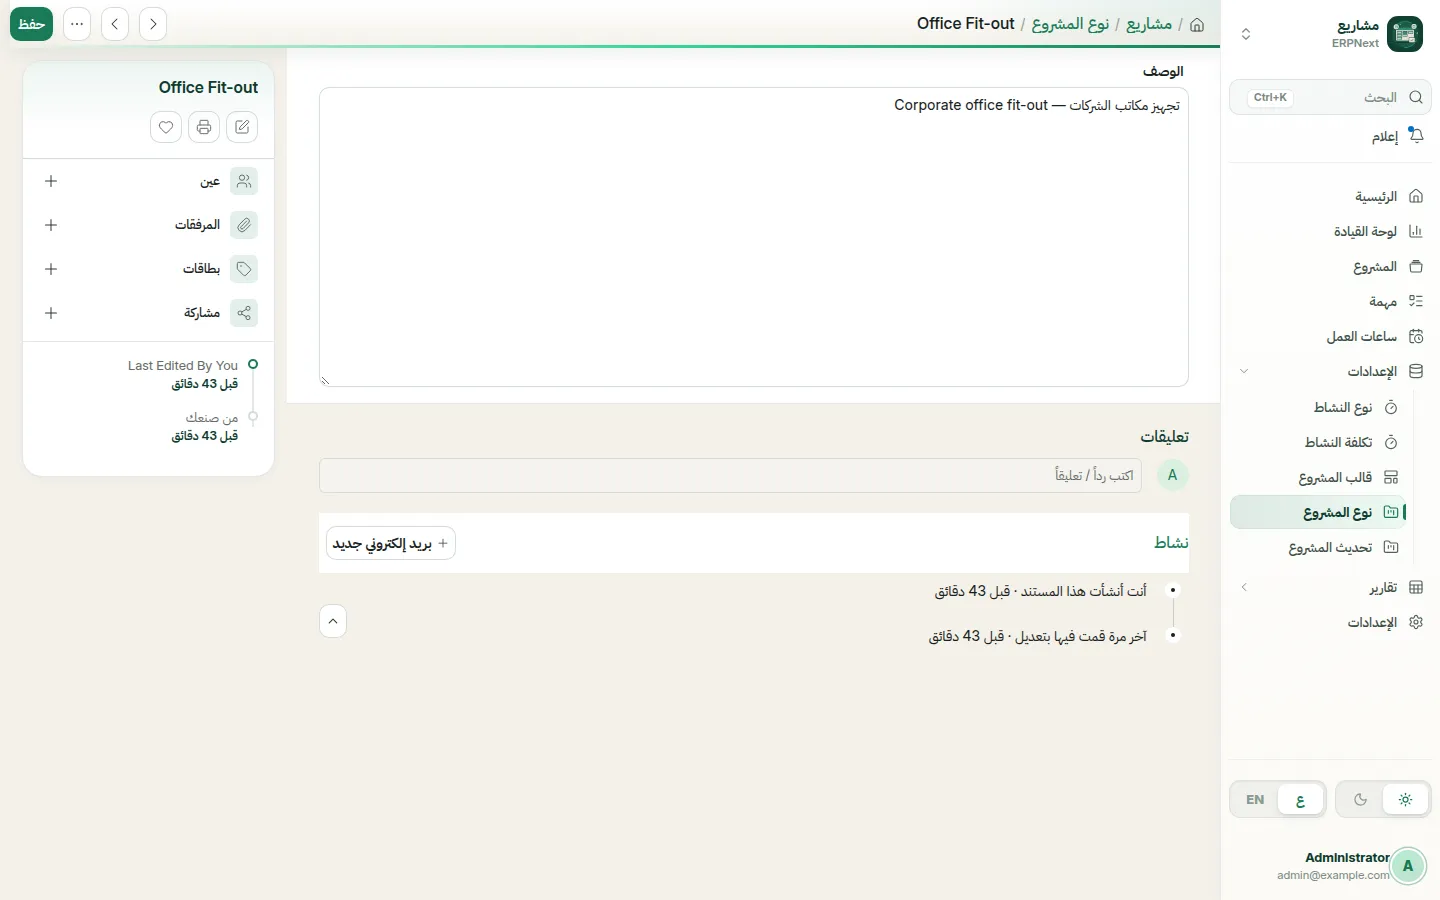 مشاريع
ERPNext
البحث
Ctrl+K
إعلام
الرئيسية
لوحة القيادة
المشروع
مهمة
ساعات العمل
الإعدادات
نوع النشاط
تكلفة النشاط
قالب المشروع
نوع المشروع
تحديث المشروع
تقارير
الإعدادات
ع
EN
Administrator
admin@example.com
A
مشاريع / نوع المشروع / Office Fit-out
حفظ
الوصف
تجهيز مكاتب الشركات — Corporate office fit-out
تعليقات
A
اكتب رداً / تعليقاً
نشاط
بريد إلكتروني جديد
أنت أنشأت هذا المستند · قبل 43 دقائق
آخر مرة قمت فيها بتعديل · قبل 43 دقائق
Office Fit-out
عين
المرفقات
بطاقات
مشاركة
Last Edited By You
قبل 43 دقائق
من صنعك
قبل 43 دقائق